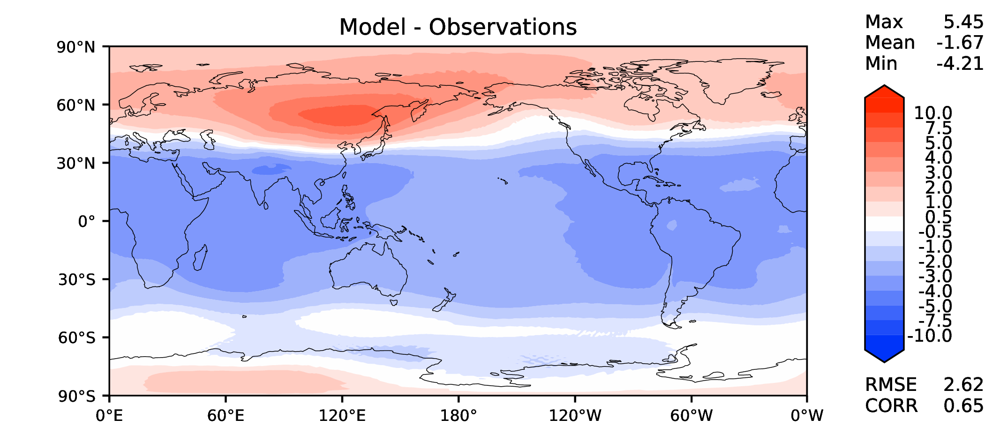 Model - Observations
Max 5.45
Mean -1.67
Min -4.21
90°N
60°N
30°N
0°
30°S
60°S
90°S
0°E 60°E 120°E 180° 120°W 60°W 0°W
10.0
7.5
5.0
4.0
3.0
2.0
1.0
0.5
-0.5
-1.0
-2.0
-3.0
-4.0
-5.0
-7.5
-10.0
RMSE 2.62
CORR 0.65